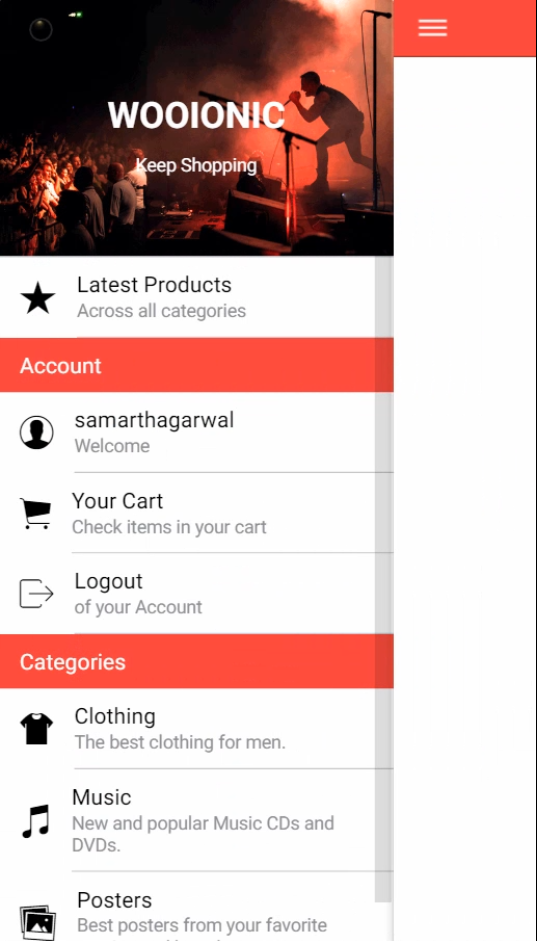 WOOIONIC
Keep Shopping
Latest Products
Across all categories
Account
samarthagarwal
Welcome
Your Cart
Check items in your cart
Logout
of your Account
Categories
Clothing
The best clothing for men.
Music
New and popular Music CDs and
DVDs.
Posters
Best posters from your favorite